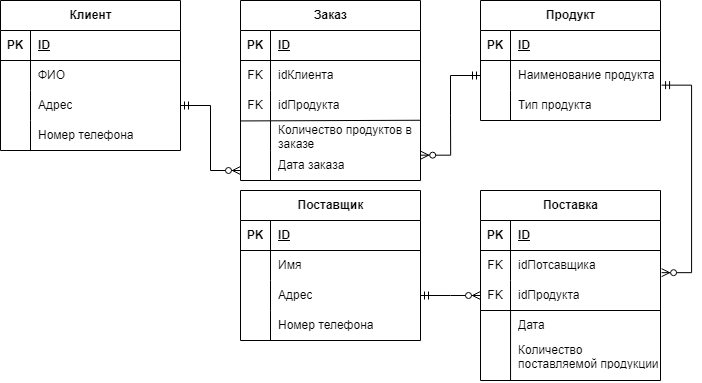 Клиент
PK ID
ФИО
Адрес
Номер телефона
Заказ
PK ID
FK idКлиента
FK idПродукта
Количество продуктов в
заказе
Дата заказа
Продукт
PK ID
Наименование продукта
Тип продукта
Поставщик
PK ID
Имя
Адрес
Номер телефона
Поставка
PK ID
FK idПотсавщика
FK idПродукта
Дата
Количество
поставляемой продукции